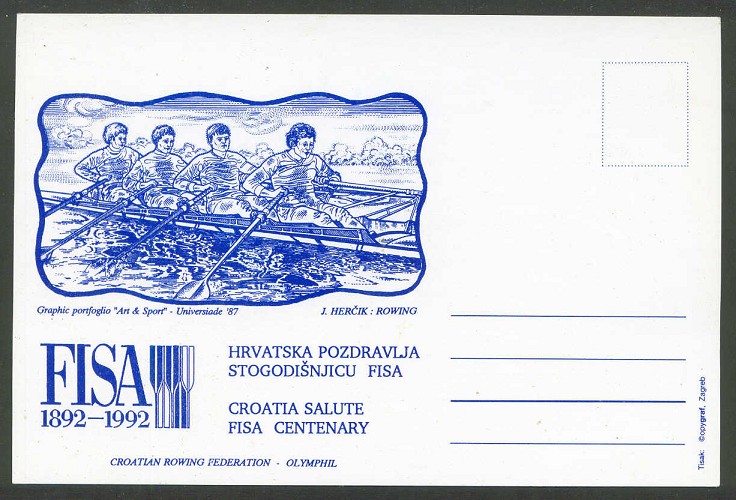 Graphic portfoglio "Art & Sport" - Universiade '87
J. HERČIK : ROWING
FISA
1892-1992
HRVATSKA POZDRAVLJA
STOGODIŠNJICU FISA
CROATIA SALUTE
FISA CENTENARY
CROATIAN ROWING FEDERATION - OLYMPHIL
Tisak: ©opygraf, Zagreb